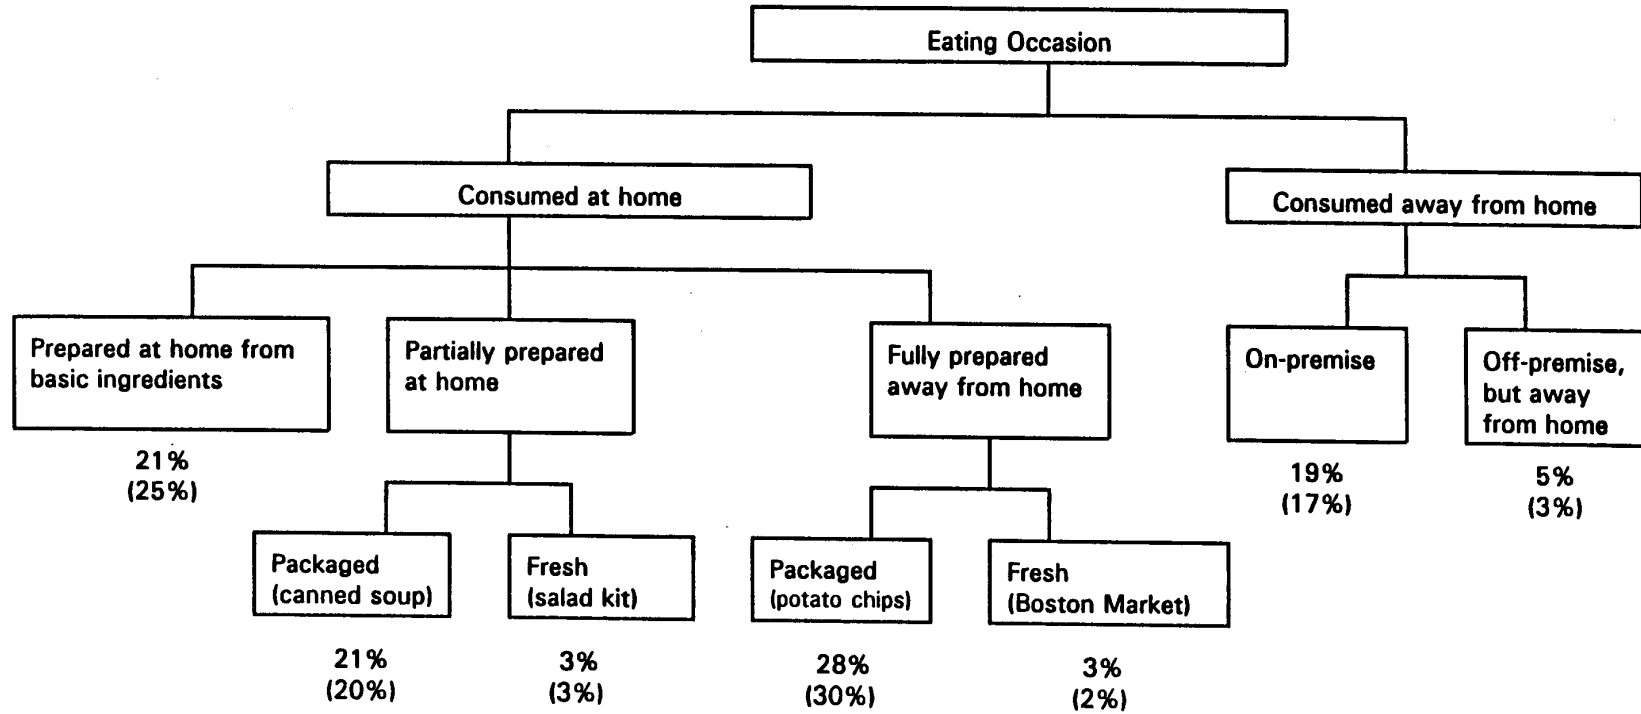 Eating Occasion
Consumed at home
Consumed away from home
Prepared at home from
basic ingredients
21%
(25%)
Partially prepared
at home
Fully prepared
away from home
On-premise
19%
(17%)
Off-premise,
but away
from home
5%
(3%)
Packaged
(canned soup)
21%
(20%)
Fresh
(salad kit)
3%
(3%)
Packaged
(potato chips)
28%
(30%)
Fresh
(Boston Market)
3%
(2%)